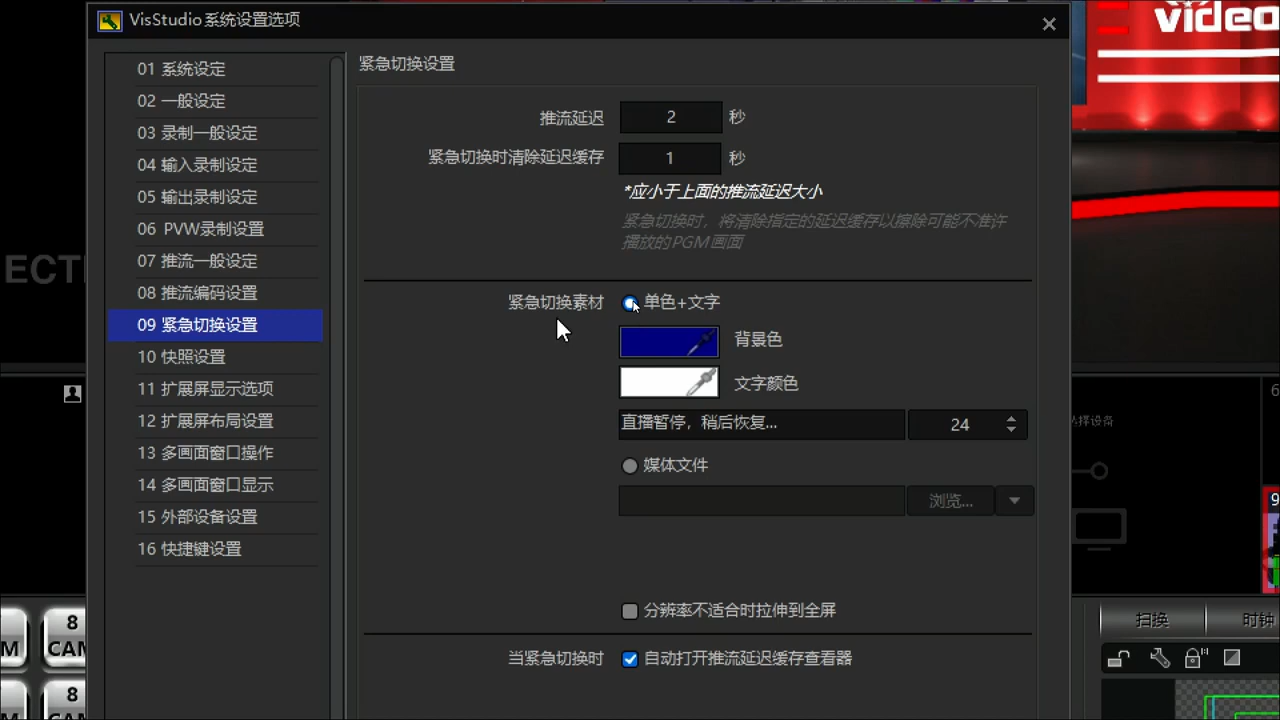 VisStudio系统设置选项
video
01 系统设定
02 一般设定
03 录制一般设定
04 输入录制设定
05 输出录制设定
06 PVW录制设置
07 推流一般设定
08 推流编码设置
09 紧急切换设置
10 快照设置
11 扩展屏显示选项
12 扩展屏布局设置
13 多画面窗口操作
14 多画面窗口显示
15 外部设备设置
16 快捷键设置
紧急切换设置
推流延迟 2 秒
紧急切换时清除延迟缓存 1 秒
*应小于上面的推流延迟大小
紧急切换时，将清除指定的延迟缓存以擦除可能不准许
播放的PGM画面
紧急切换素材 单色+文字
背景色
文字颜色
直播暂停，稍后恢复... 24
媒体文件
浏览...
分辨率不适合时拉伸到全屏
当紧急切换时 自动打开推流延迟缓存查看器
ECT
择设备
6
9
M
8
CAM
8
扫换
时钟